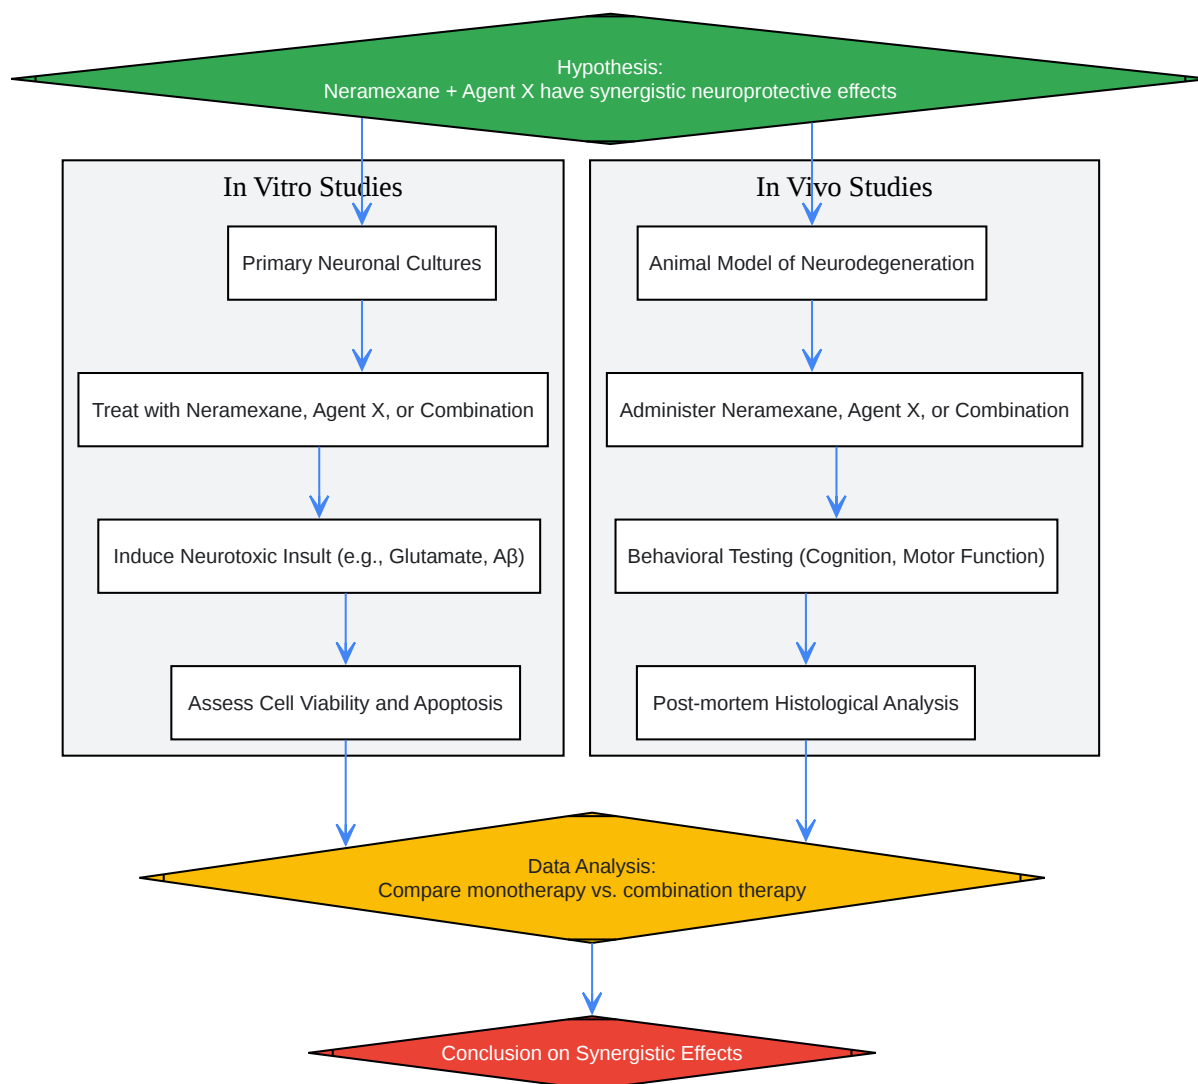 Hypothesis:
Neramexane + Agent X have synergistic neuroprotective effects
In Vitro Studies
Primary Neuronal Cultures
Treat with Neramexane, Agent X, or Combination
Induce Neurotoxic Insult (e.g., Glutamate, Aβ)
Assess Cell Viability and Apoptosis
In Vivo Studies
Animal Model of Neurodegeneration
Administer Neramexane, Agent X, or Combination
Behavioral Testing (Cognition, Motor Function)
Post-mortem Histological Analysis
Data Analysis:
Compare monotherapy vs. combination therapy
Conclusion on Synergistic Effects